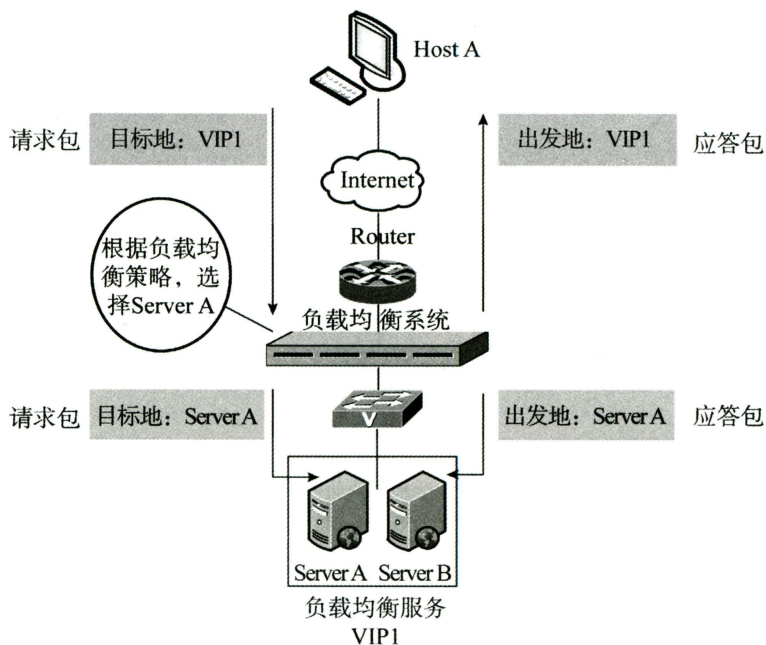 Host A
请求包
目标地：VIP1
出发地：VIP1
应答包
Internet
Router
根据负载均
衡策略，选
择Server A
负载均衡系统
请求包
目标地：Server A
V
出发地：Server A
应答包
Server A
Server B
负载均衡服务
VIP1